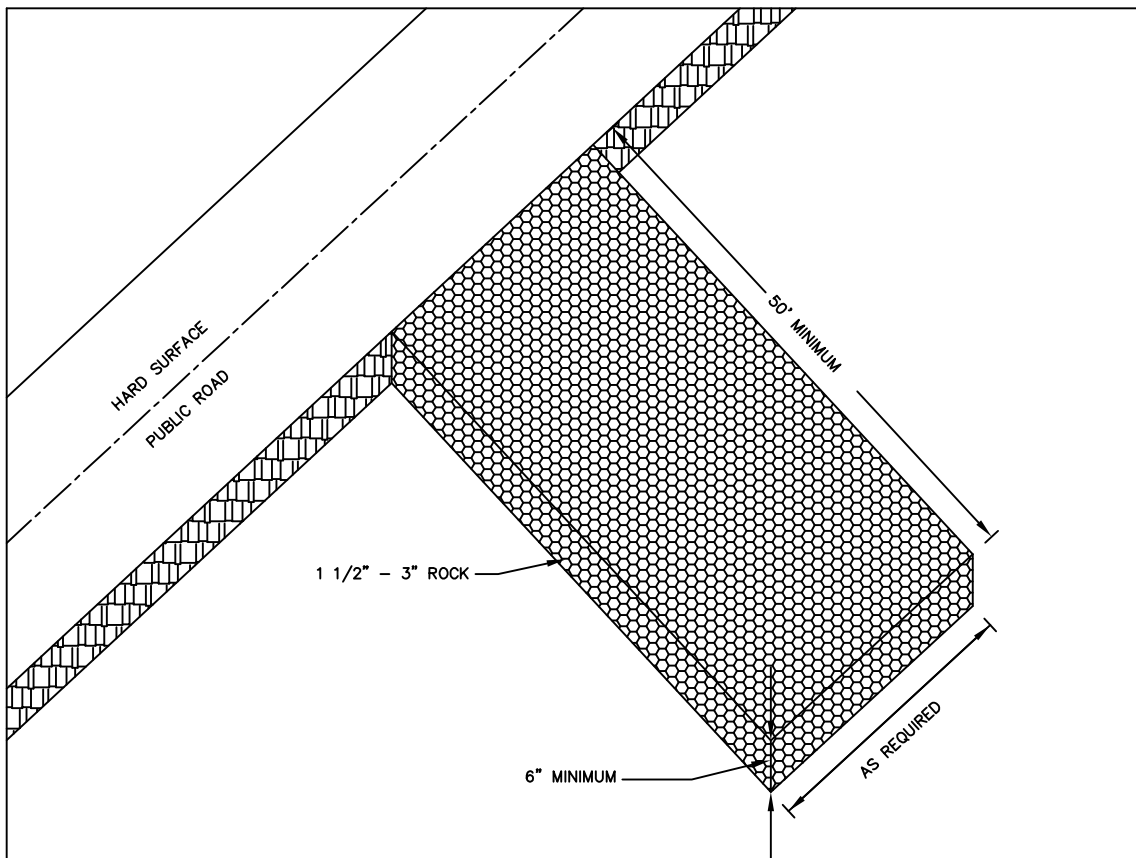 HARD SURFACE
PUBLIC ROAD
50' MINIMUM
1 1/2" – 3" ROCK
AS REQUIRED
6" MINIMUM